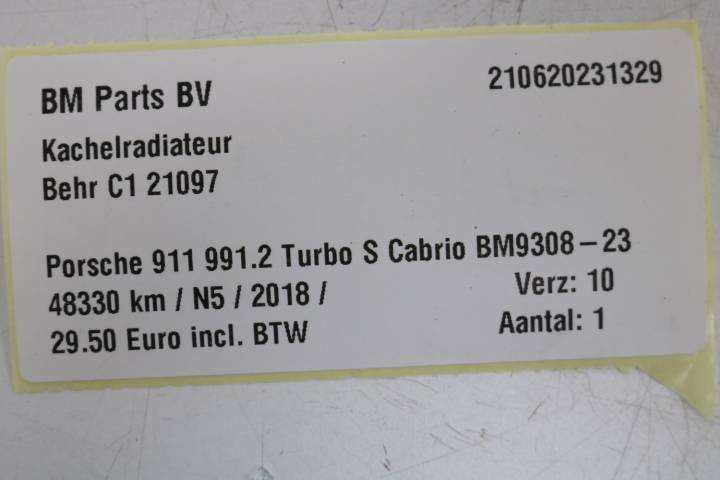 BM Parts BV 210620231329
Kachelradiateur
Behr C1 21097
Porsche 911 991.2 Turbo S Cabrio BM9308-23
48330 km / N5 / 2018 / Verz: 10
29.50 Euro incl. BTW Aantal: 1